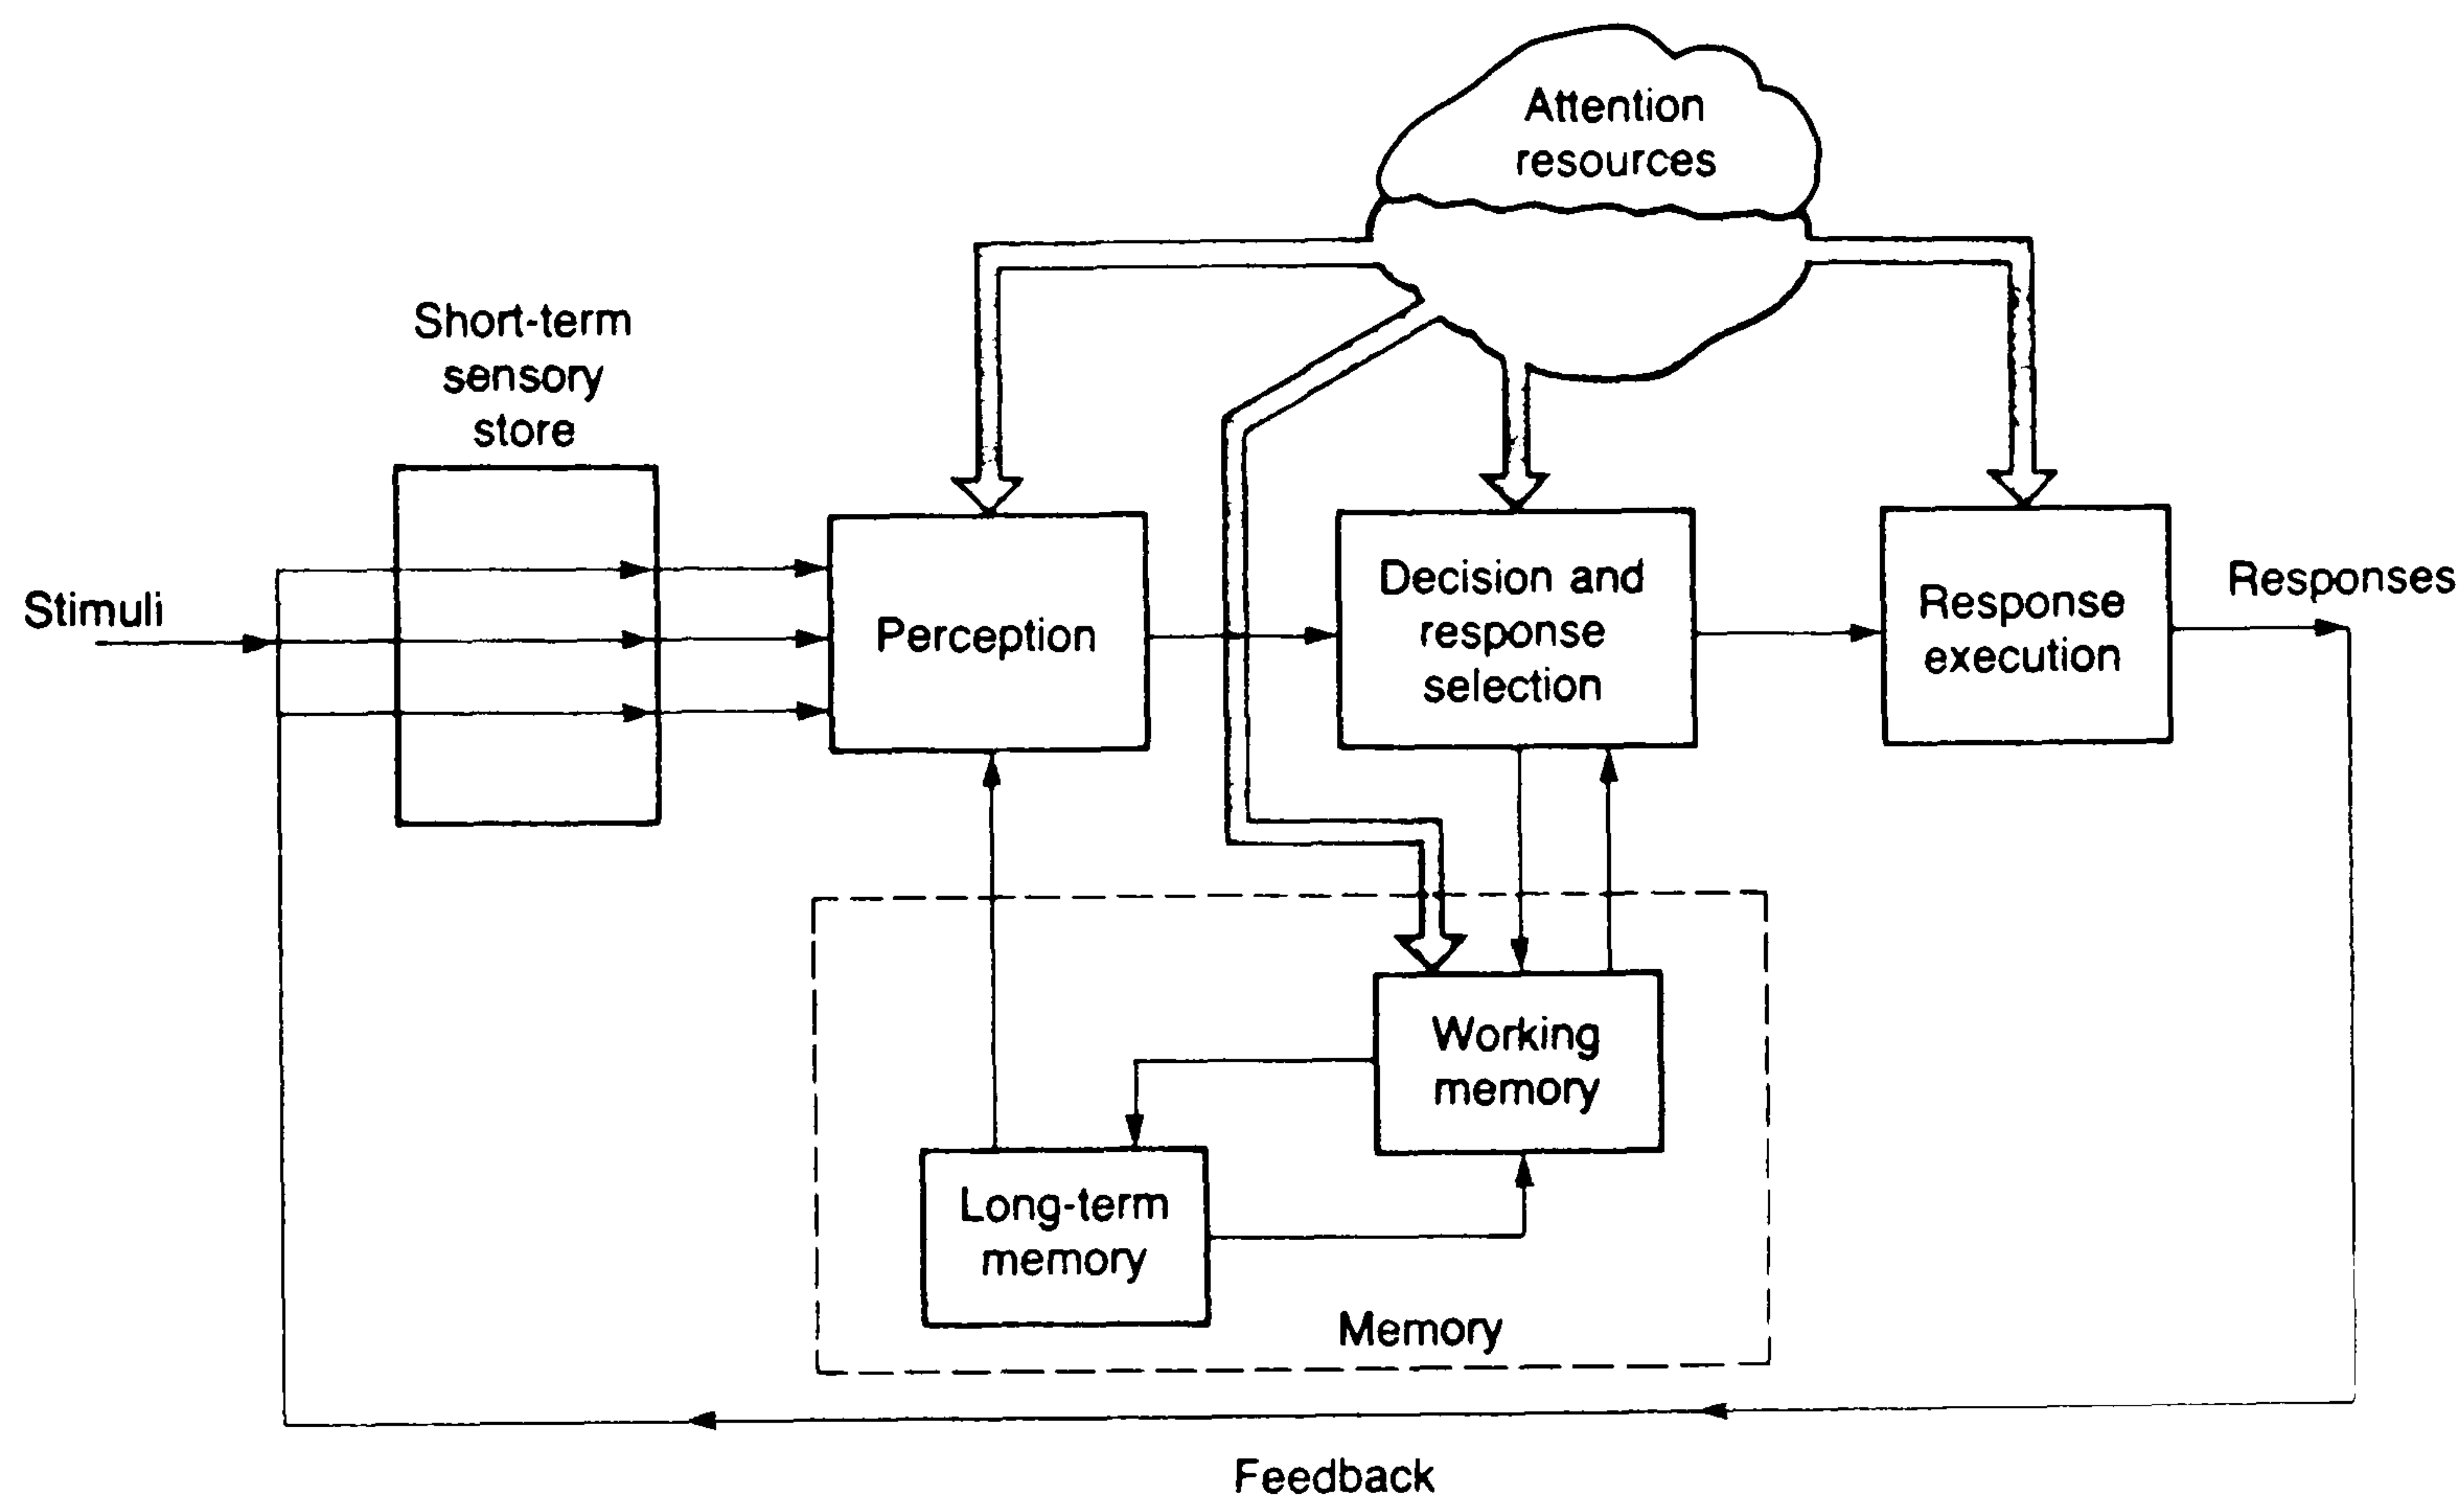 Attention
resources
Short-term
sensory
store
Stimuli
Perception
Decision and
response
selection
Response
execution
Responses
Working
memory
Long-term
memory
Memory
Feedback